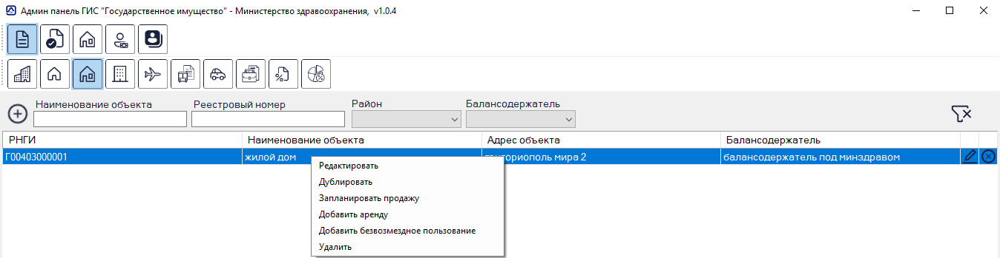 Админ панель ГИС "Государственное имущество" - Министерство здравоохранения, v1.0.4
Наименование объекта
Реестровый номер
Район
Балансодержатель
РНГИ
Наименование объекта
Адрес объекта
Балансодержатель
Г00403000001
жилой дом
григориополь мира 2
балансодержатель под минздравом
Редактировать
Дублировать
Запланировать продажу
Добавить аренду
Добавить безвозмездное пользование
Удалить